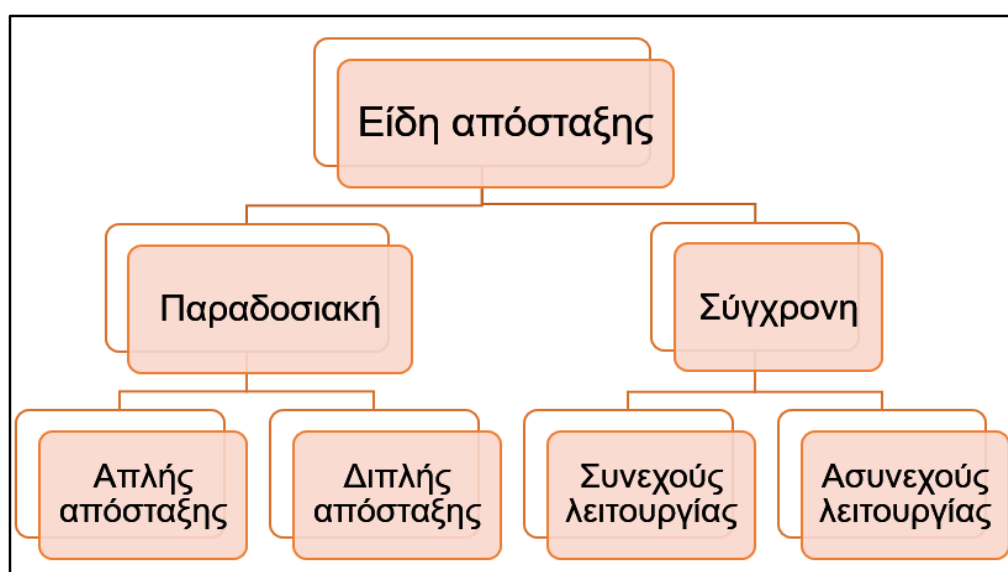 Είδη απόσταξης
Παραδοσιακή
Σύγχρονη
Απλής
απόσταξης
Διπλής
απόσταξης
Συνεχούς
λειτουργίας
Ασυνεχούς
λειτουργίας